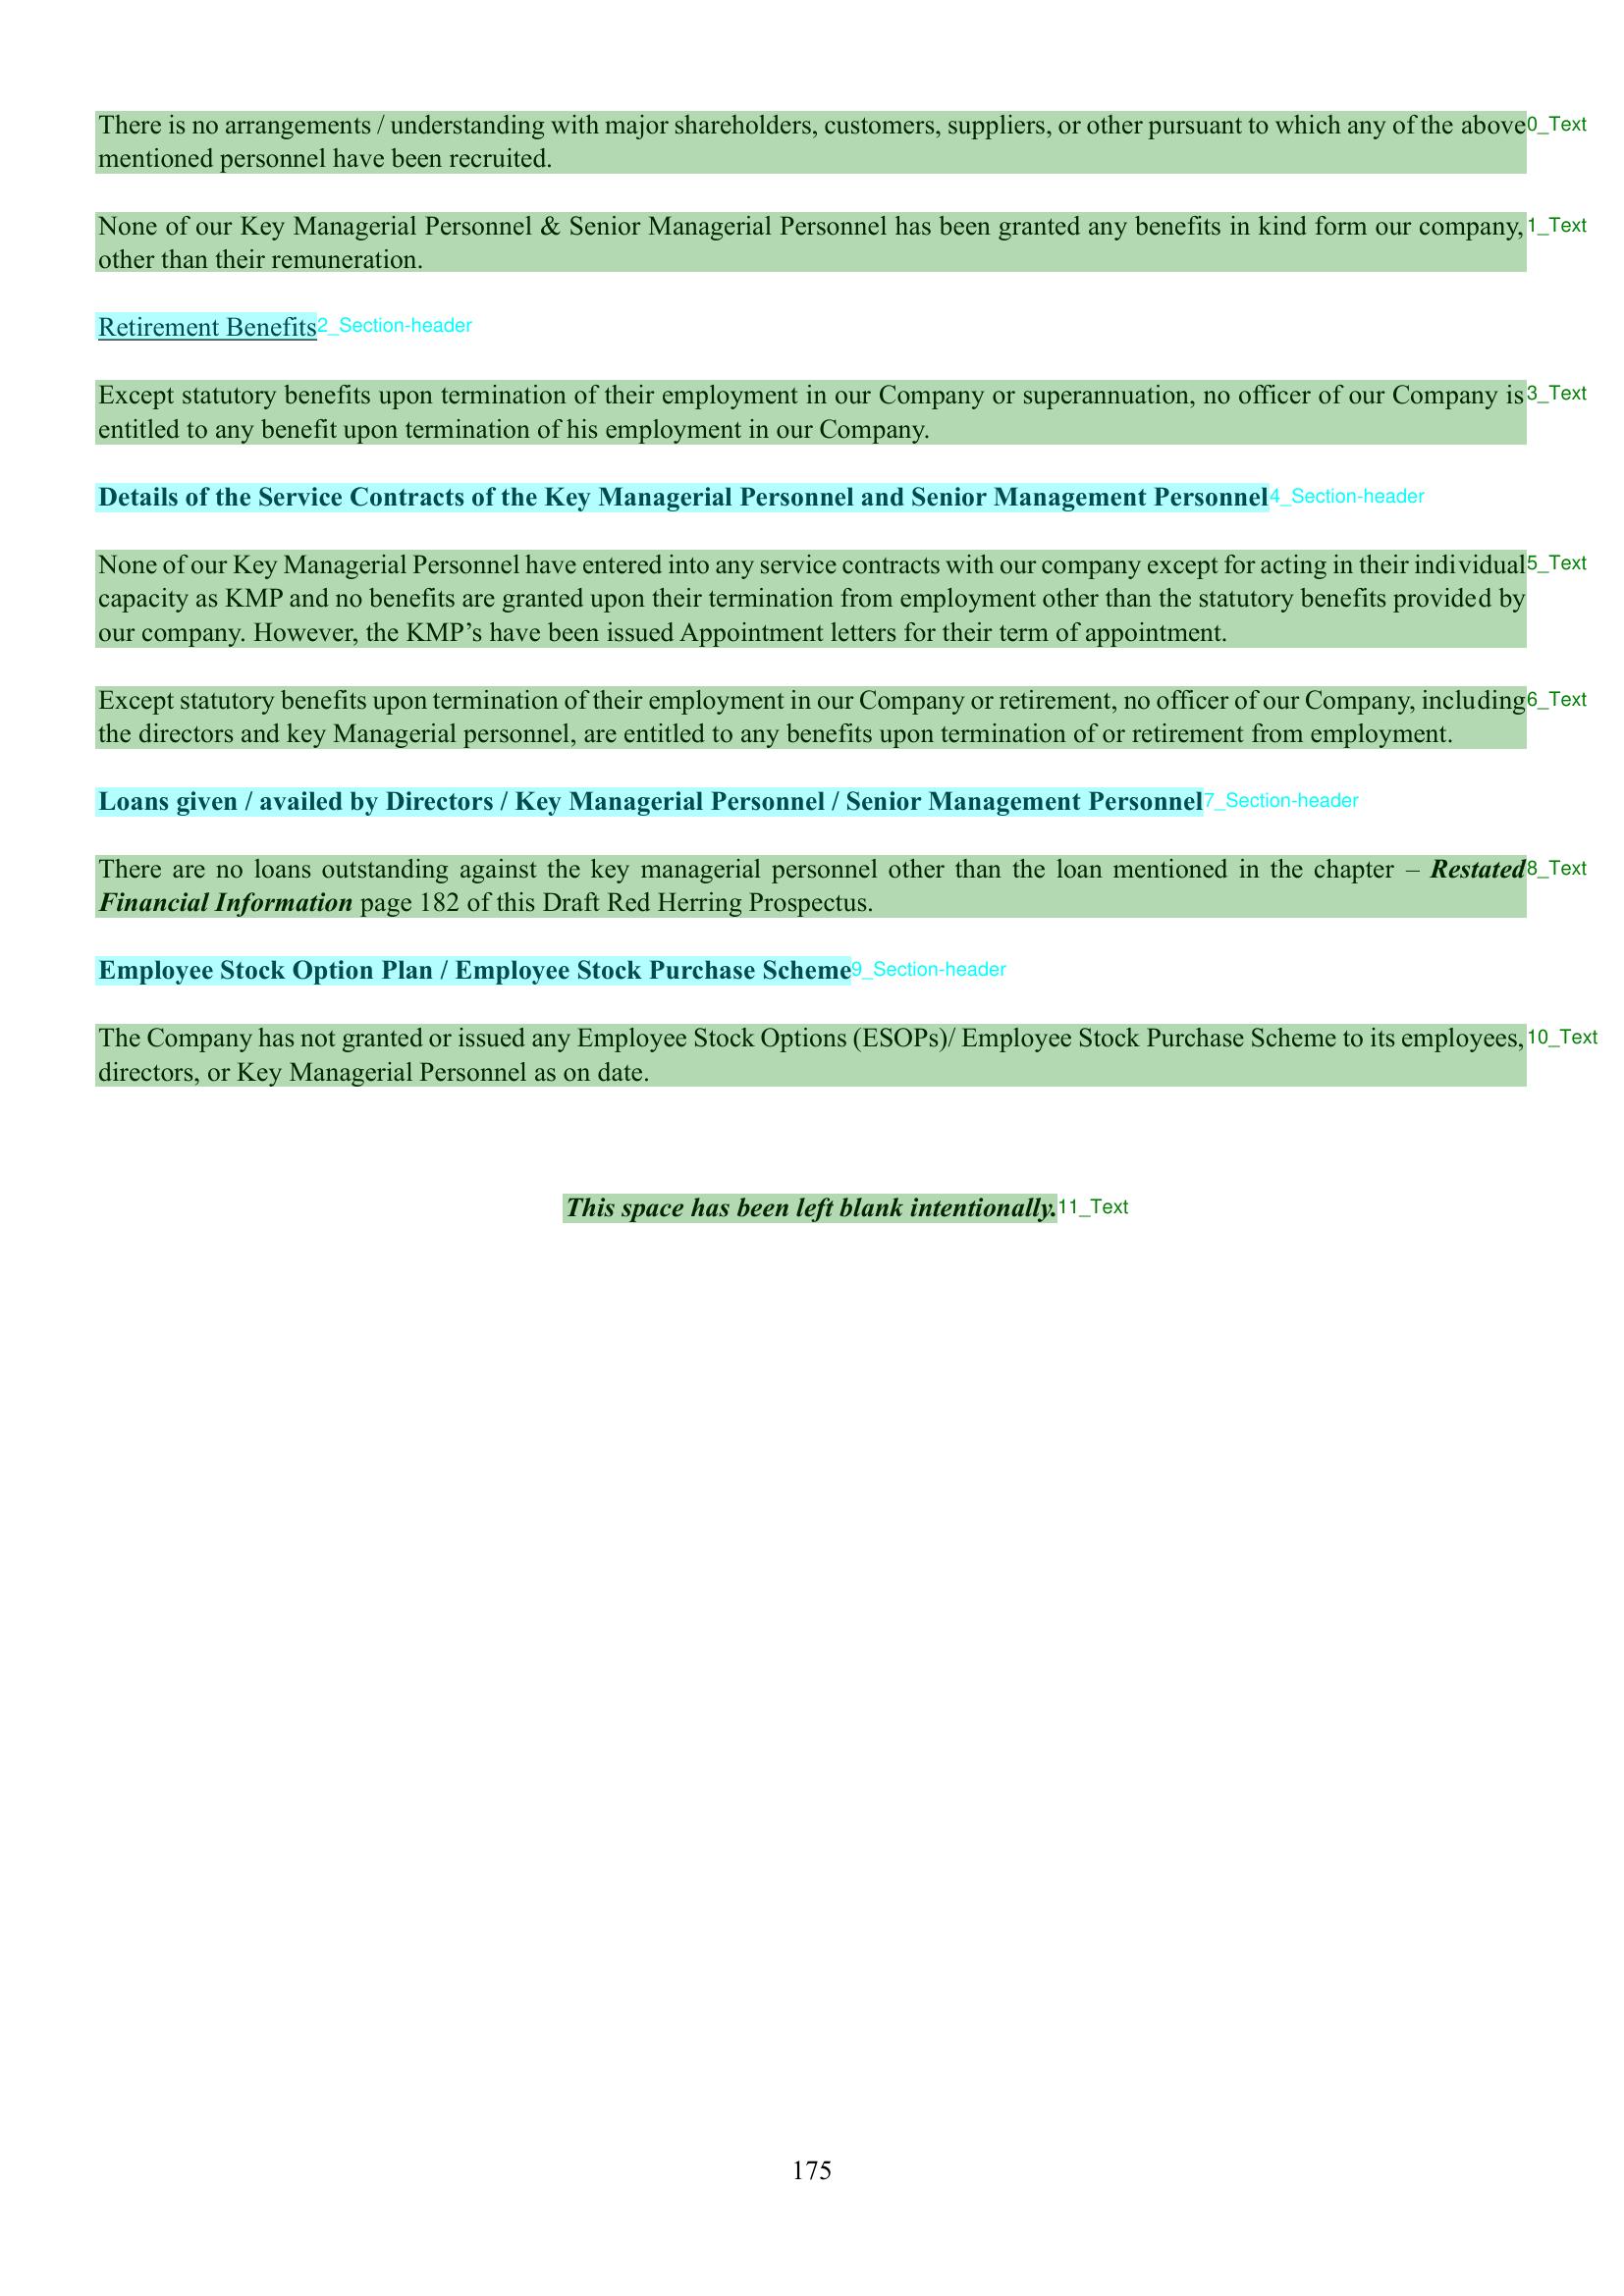 There is no arrangements / understanding with major shareholders, customers, suppliers, or other pursuant to which any of the above 0_Text
mentioned personnel have been recruited.
None of our Key Managerial Personnel & Senior Managerial Personnel has been granted any benefits in kind form our company, 1_Text
other than their remuneration.
Retirement Benefits 2_Section-header
Except statutory benefits upon termination of their employment in our Company or superannuation, no officer of our Company is 3_Text
entitled to any benefit upon termination of his employment in our Company.
Details of the Service Contracts of the Key Managerial Personnel and Senior Management Personnel 4_Section-header
None of our Key Managerial Personnel have entered into any service contracts with our company except for acting in their individual 5_Text
capacity as KMP and no benefits are granted upon their termination from employment other than the statutory benefits provided by
our company. However, the KMP’s have been issued Appointment letters for their term of appointment.
Except statutory benefits upon termination of their employment in our Company or retirement, no officer of our Company, including 6_Text
the directors and key Managerial personnel, are entitled to any benefits upon termination of or retirement from employment.
Loans given / availed by Directors / Key Managerial Personnel / Senior Management Personnel 7_Section-header
There are no loans outstanding against the key managerial personnel other than the loan mentioned in the chapter – Restated 8_Text
Financial Information page 182 of this Draft Red Herring Prospectus.
Employee Stock Option Plan / Employee Stock Purchase Scheme 9_Section-header
The Company has not granted or issued any Employee Stock Options (ESOPs)/ Employee Stock Purchase Scheme to its employees, 10_Text
directors, or Key Managerial Personnel as on date.
This space has been left blank intentionally. 11_Text
175